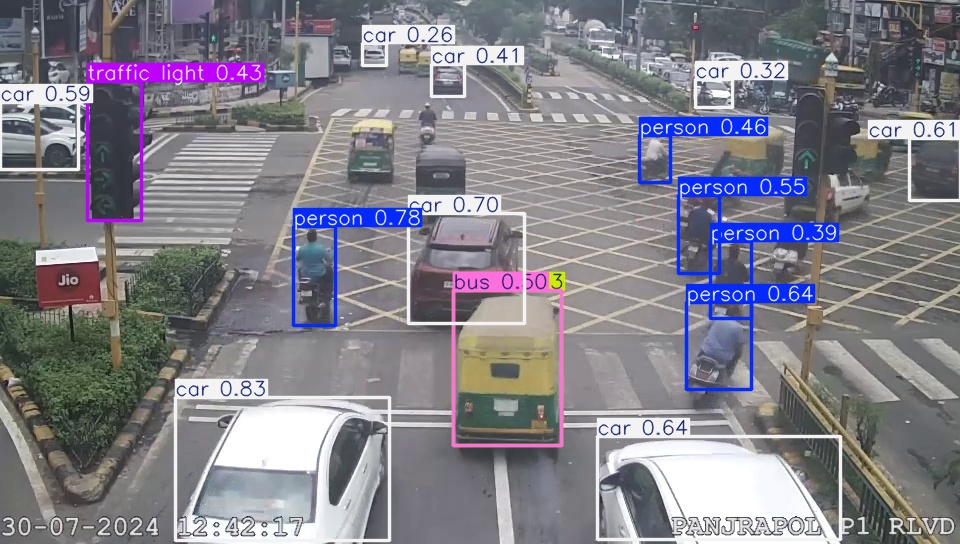 car 0.26
car 0.41
traffic light 0.43
car 0.32
car 0.59
person 0.46
car 0.61
person 0.55
car 0.70
person 0.78
person 0.39
Jio
bus 0.50
3
person 0.64
car 0.83
car 0.64
30-07-2024 12:42:17
PANJRAPOL P1 RLVD